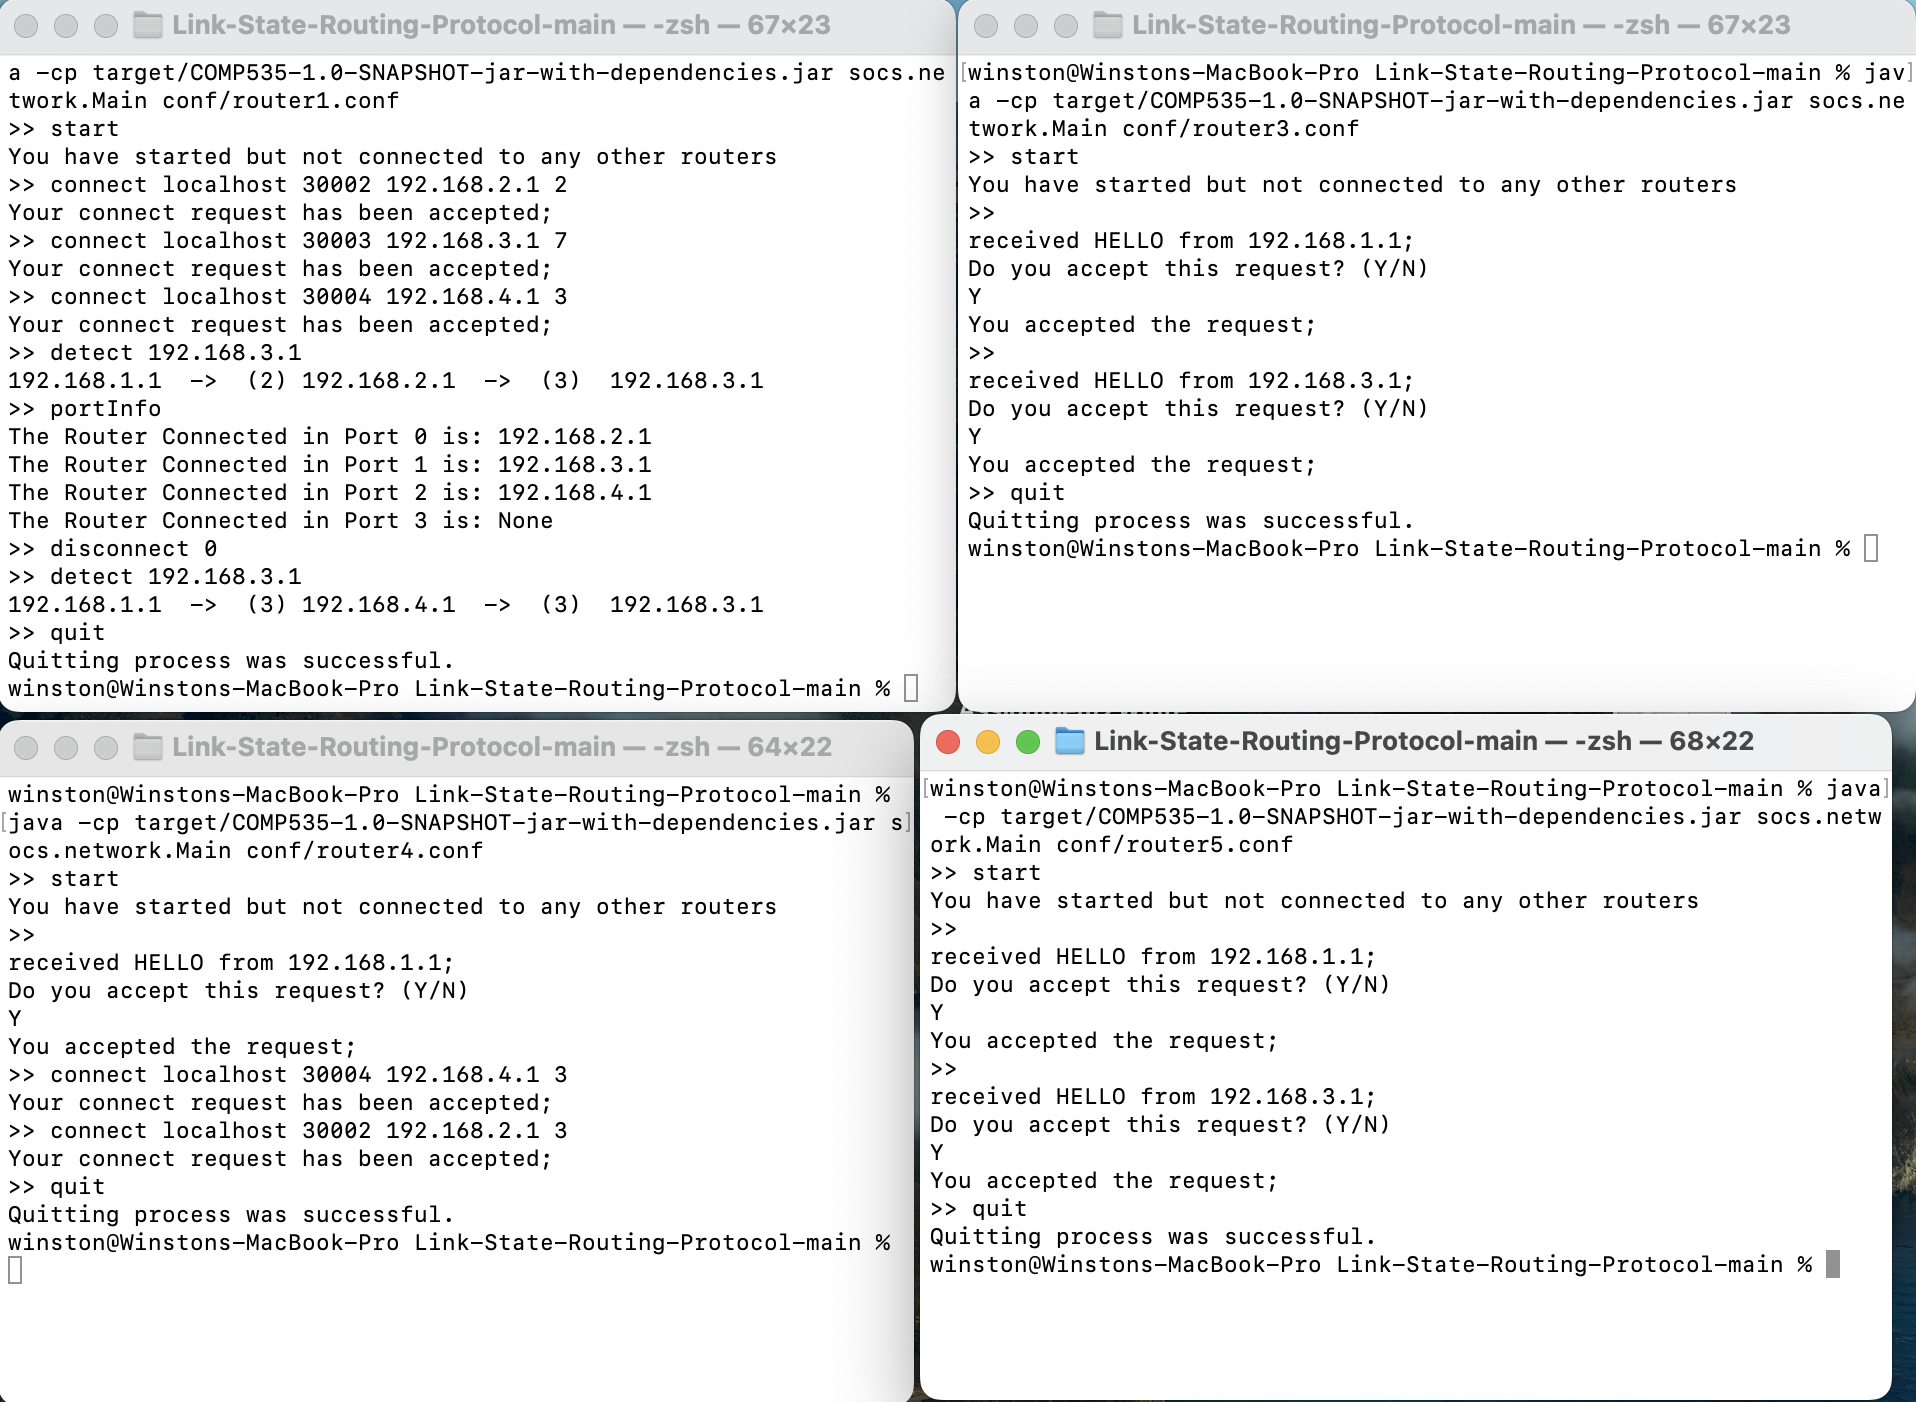 Link-State-Routing-Protocol-main — -zsh — 67×23
a -cp target/COMP535-1.0-SNAPSHOT-jar-with-dependencies.jar socs.ne
twork.Main conf/router1.conf
>> start
You have started but not connected to any other routers
>> connect localhost 30002 192.168.2.1 2
Your connect request has been accepted;
>> connect localhost 30003 192.168.3.1 7
Your connect request has been accepted;
>> connect localhost 30004 192.168.4.1 3
Your connect request has been accepted;
>> detect 192.168.3.1
192.168.1.1  ->  (2) 192.168.2.1  ->  (3)  192.168.3.1
>> portInfo
The Router Connected in Port 0 is: 192.168.2.1
The Router Connected in Port 1 is: 192.168.3.1
The Router Connected in Port 2 is: 192.168.4.1
The Router Connected in Port 3 is: None
>> disconnect 0
>> detect 192.168.3.1
192.168.1.1  ->  (3) 192.168.4.1  ->  (3)  192.168.3.1
>> quit
Quitting process was successful.
winston@Winstons-MacBook-Pro Link-State-Routing-Protocol-main %
Link-State-Routing-Protocol-main — -zsh — 67×23
[winston@Winstons-MacBook-Pro Link-State-Routing-Protocol-main % jav]
a -cp target/COMP535-1.0-SNAPSHOT-jar-with-dependencies.jar socs.ne
twork.Main conf/router3.conf
>> start
You have started but not connected to any other routers
>>
received HELLO from 192.168.1.1;
Do you accept this request? (Y/N)
Y
You accepted the request;
>>
received HELLO from 192.168.3.1;
Do you accept this request? (Y/N)
Y
You accepted the request;
>> quit
Quitting process was successful.
winston@Winstons-MacBook-Pro Link-State-Routing-Protocol-main %
Link-State-Routing-Protocol-main — -zsh — 64×22
winston@Winstons-MacBook-Pro Link-State-Routing-Protocol-main %
[java -cp target/COMP535-1.0-SNAPSHOT-jar-with-dependencies.jar s]
ocs.network.Main conf/router4.conf
>> start
You have started but not connected to any other routers
>>
received HELLO from 192.168.1.1;
Do you accept this request? (Y/N)
Y
You accepted the request;
>> connect localhost 30004 192.168.4.1 3
Your connect request has been accepted;
>> connect localhost 30002 192.168.2.1 3
Your connect request has been accepted;
>> quit
Quitting process was successful.
winston@Winstons-MacBook-Pro Link-State-Routing-Protocol-main %
Link-State-Routing-Protocol-main — -zsh — 68×22
[winston@Winstons-MacBook-Pro Link-State-Routing-Protocol-main % java]
 -cp target/COMP535-1.0-SNAPSHOT-jar-with-dependencies.jar socs.netw
ork.Main conf/router5.conf
>> start
You have started but not connected to any other routers
>>
received HELLO from 192.168.1.1;
Do you accept this request? (Y/N)
Y
You accepted the request;
>>
received HELLO from 192.168.3.1;
Do you accept this request? (Y/N)
Y
You accepted the request;
>> quit
Quitting process was successful.
winston@Winstons-MacBook-Pro Link-State-Routing-Protocol-main %